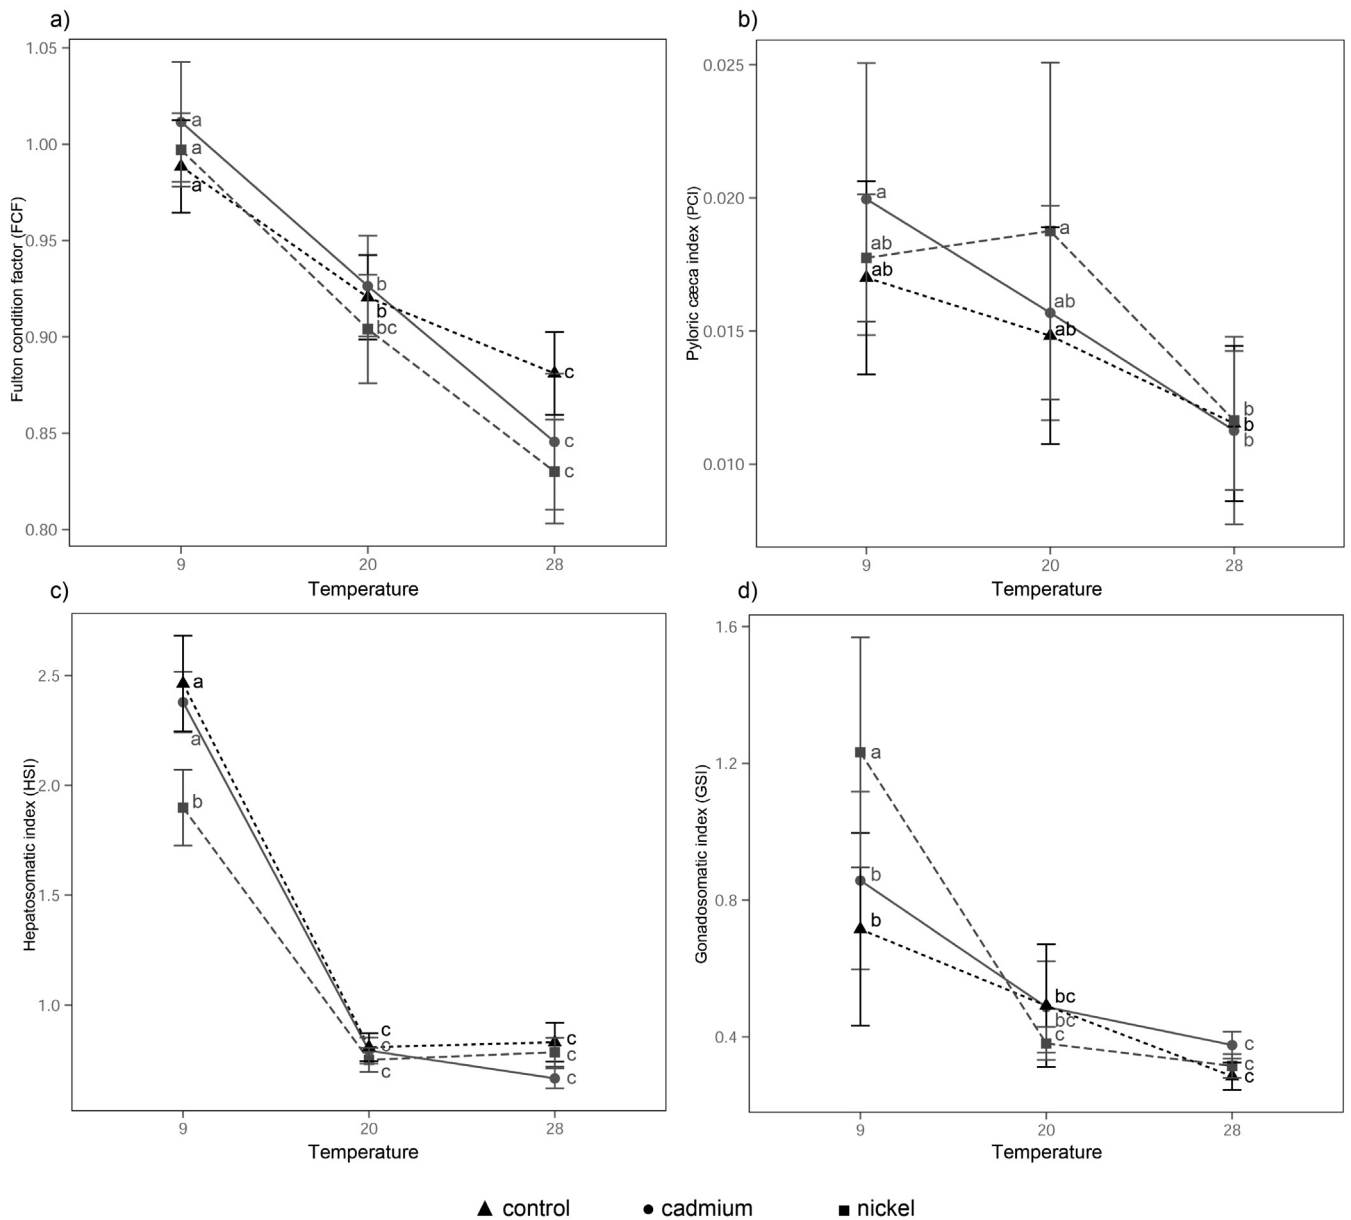 a)
1.05
1.00
0.95
0.90
0.85
0.80
Fulton condition factor (FCF)
a
a
a
b
b
bc
c
c
c
9
20
28
Temperature
b)
0.025
0.020
0.015
0.010
Pyloric cæca index (PCI)
a
ab
ab
a
ab
ab
b
b
b
9
20
28
Temperature
c)
2.5
2.0
1.5
1.0
Hepatosomatic index (HSI)
a
a
b
c
c
c
c
c
c
9
20
28
Temperature
d)
1.6
1.2
0.8
0.4
Gonadosomatic index (GSI)
a
b
b
bc
bc
c
c
c
c
9
20
28
Temperature
control cadmium nickel